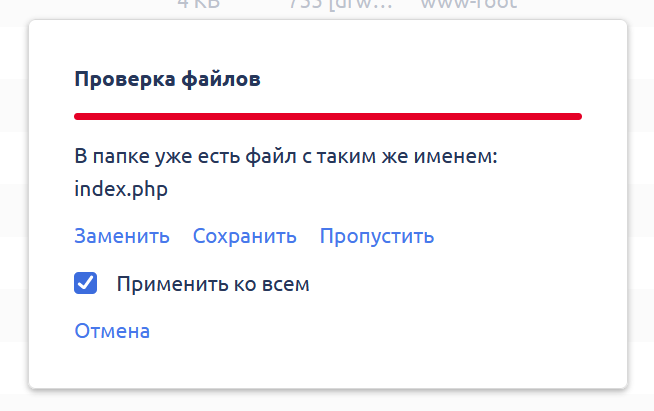 4 KB 755 [drw... www-root
Проверка файлов
В папке уже есть файл с таким же именем:
index.php
Заменить Сохранить Пропустить
Применить ко всем
Отмена